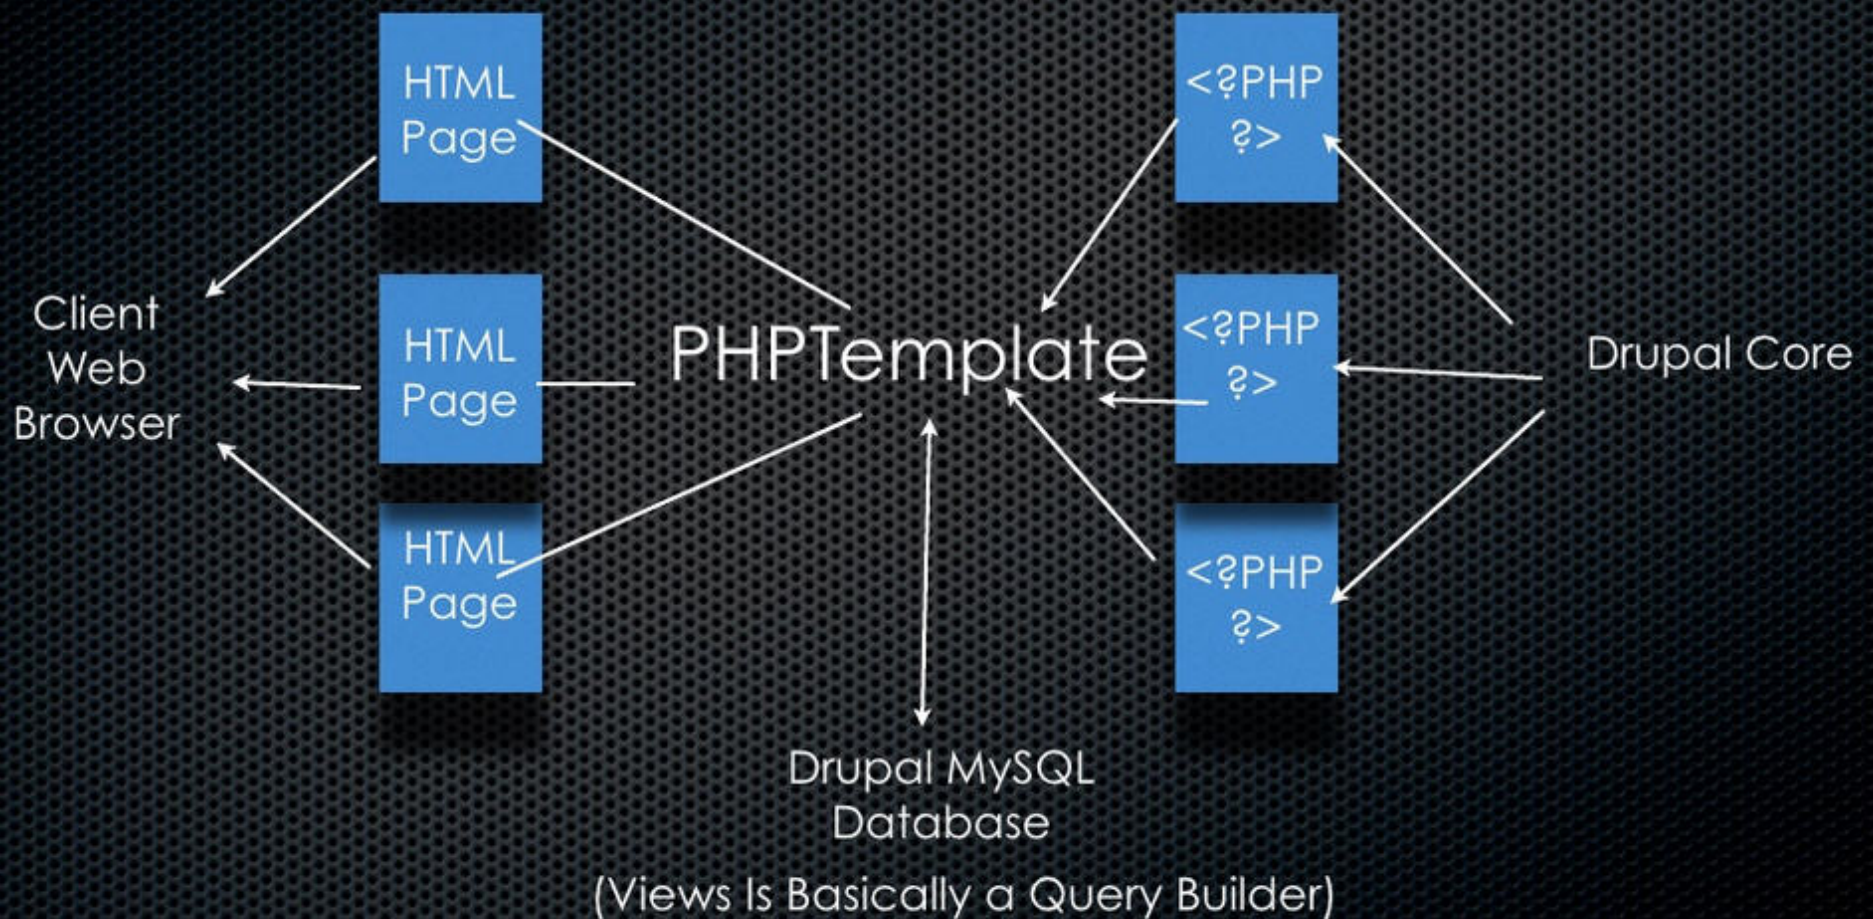 HTML
Page
HTML
Page
HTML
Page
Client
Web
Browser
PHPTemplate
<?PHP
?>
<?PHP
?>
<?PHP
?>
Drupal Core
Drupal MySQL
Database
(Views Is Basically a Query Builder)